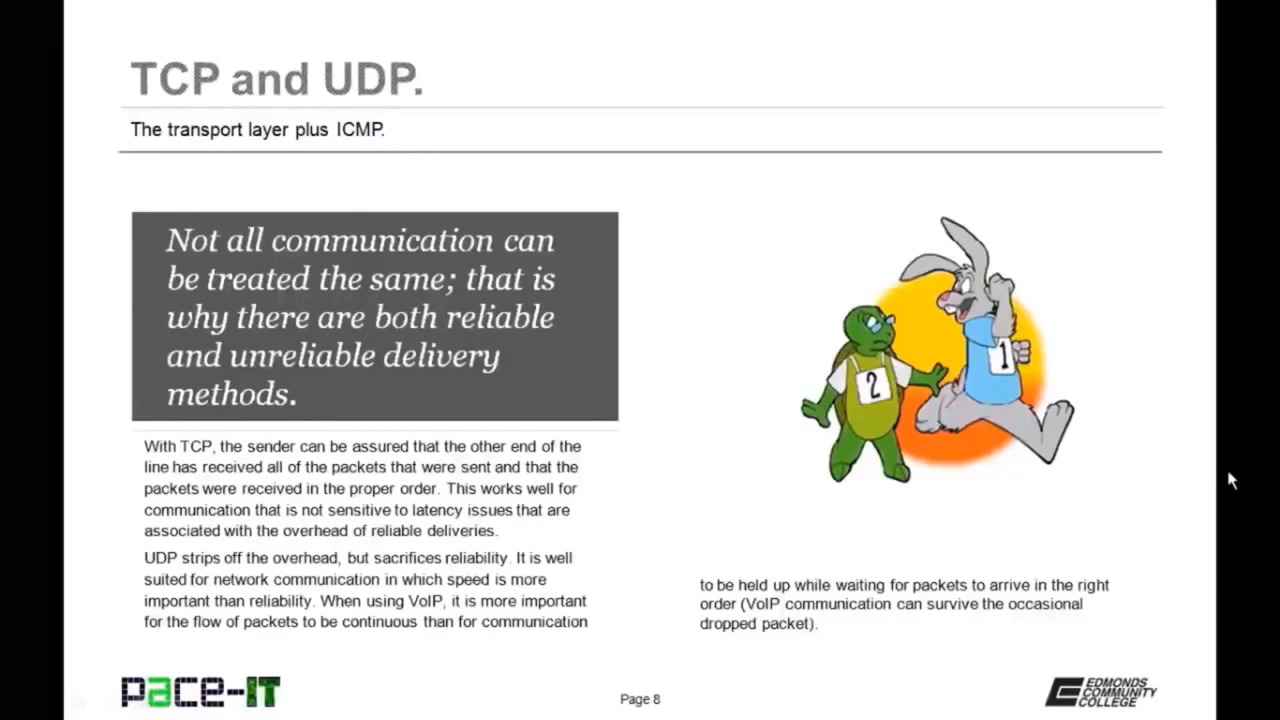 TCP and UDP.
The transport layer plus ICMP.
Not all communication can
be treated the same; that is
why there are both reliable
and unreliable delivery
methods.
With TCP, the sender can be assured that the other end of the
line has received all of the packets that were sent and that the
packets were received in the proper order. This works well for
communication that is not sensitive to latency issues that are
associated with the overhead of reliable deliveries.
UDP strips off the overhead, but sacrifices reliability. It is well
suited for network communication in which speed is more
important than reliability. When using VoIP, it is more important
for the flow of packets to be continuous than for communication
2
1
to be held up while waiting for packets to arrive in the right
order (VoIP communication can survive the occasional
dropped packet).
pace-IT
Page 8
EDMONDS
COMMUNITY
COLLEGE